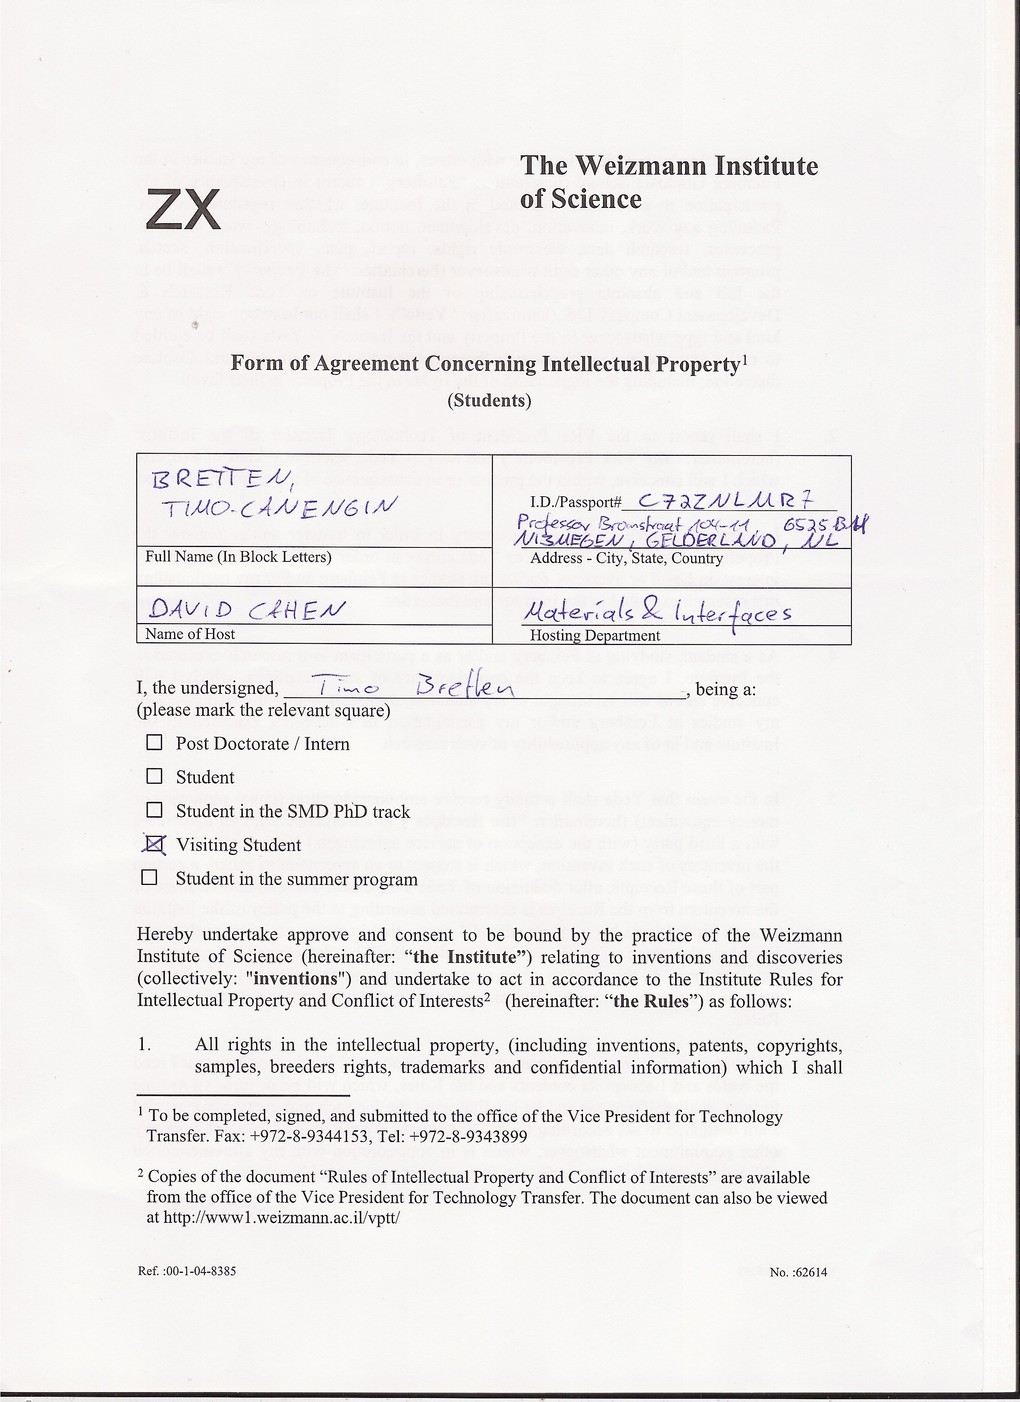 The Weizmann Institute
of Science
ZX
Form of Agreement Concerning Intellectual Property¹
(Students)
BRETTEN,
TIMO-CANENGIN
Full Name (In Block Letters)
I.D./Passport# C72ZNLMR7
Professor Bromstraat 104-11, 6525 BH
NIJMEGEN, GELDERLAND, NL
Address - City, State, Country
DAVID CAHEN
Name of Host
Materials & Interfaces
Hosting Department
I, the undersigned, Timo Bretten, being a:
(please mark the relevant square)
☐ Post Doctorate / Intern
☐ Student
☐ Student in the SMD PhD track
☒ Visiting Student
☐ Student in the summer program
Hereby undertake approve and consent to be bound by the practice of the Weizmann
Institute of Science (hereinafter: “the Institute”) relating to inventions and discoveries
(collectively: "inventions") and undertake to act in accordance to the Institute Rules for
Intellectual Property and Conflict of Interests² (hereinafter: “the Rules”) as follows:
1. All rights in the intellectual property, (including inventions, patents, copyrights,
samples, breeders rights, trademarks and confidential information) which I shall
¹ To be completed, signed, and submitted to the office of the Vice President for Technology
Transfer. Fax: +972-8-9344153, Tel: +972-8-9343899
² Copies of the document “Rules of Intellectual Property and Conflict of Interests” are available
from the office of the Vice President for Technology Transfer. The document can also be viewed
at http://www1.weizmann.ac.il/vptt/
Ref. :00-1-04-8385
No. :62614